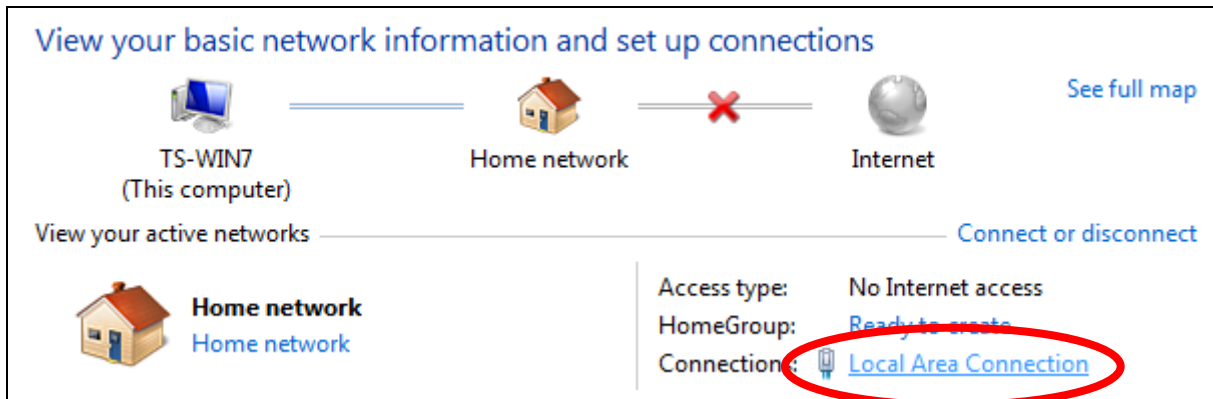 View your basic network information and set up connections
See full map
TS-WIN7
(This computer)
Home network
Internet
View your active networks
Connect or disconnect
Home network
Home network
Access type: No Internet access
HomeGroup: Ready to create
Connections: Local Area Connection